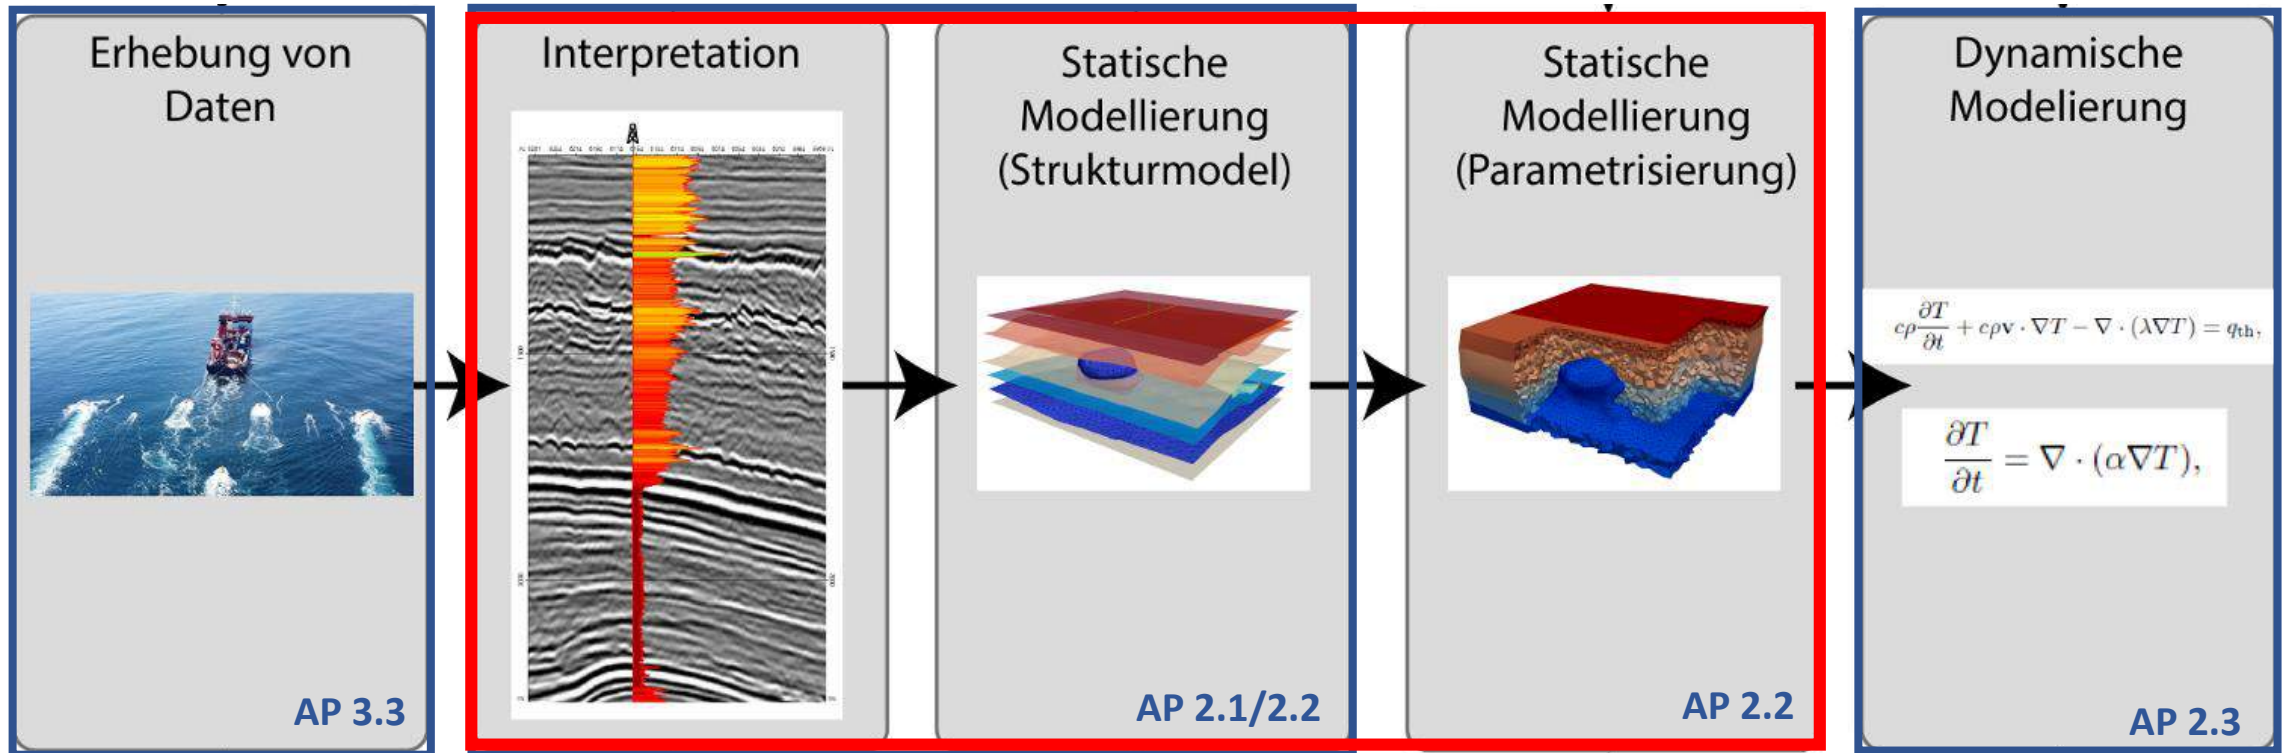 Erhebung von
Daten
AP 3.3
Interpretation
Statische
Modellierung
(Strukturmodel)
AP 2.1/2.2
Statische
Modellierung
(Parametrisierung)
AP 2.2
Dynamische
Modelierung
cρ ∂T/∂t + cρv · ∇T − ∇ · (λ∇T) = q_th,
∂T/∂t = ∇ · (α∇T),
AP 2.3